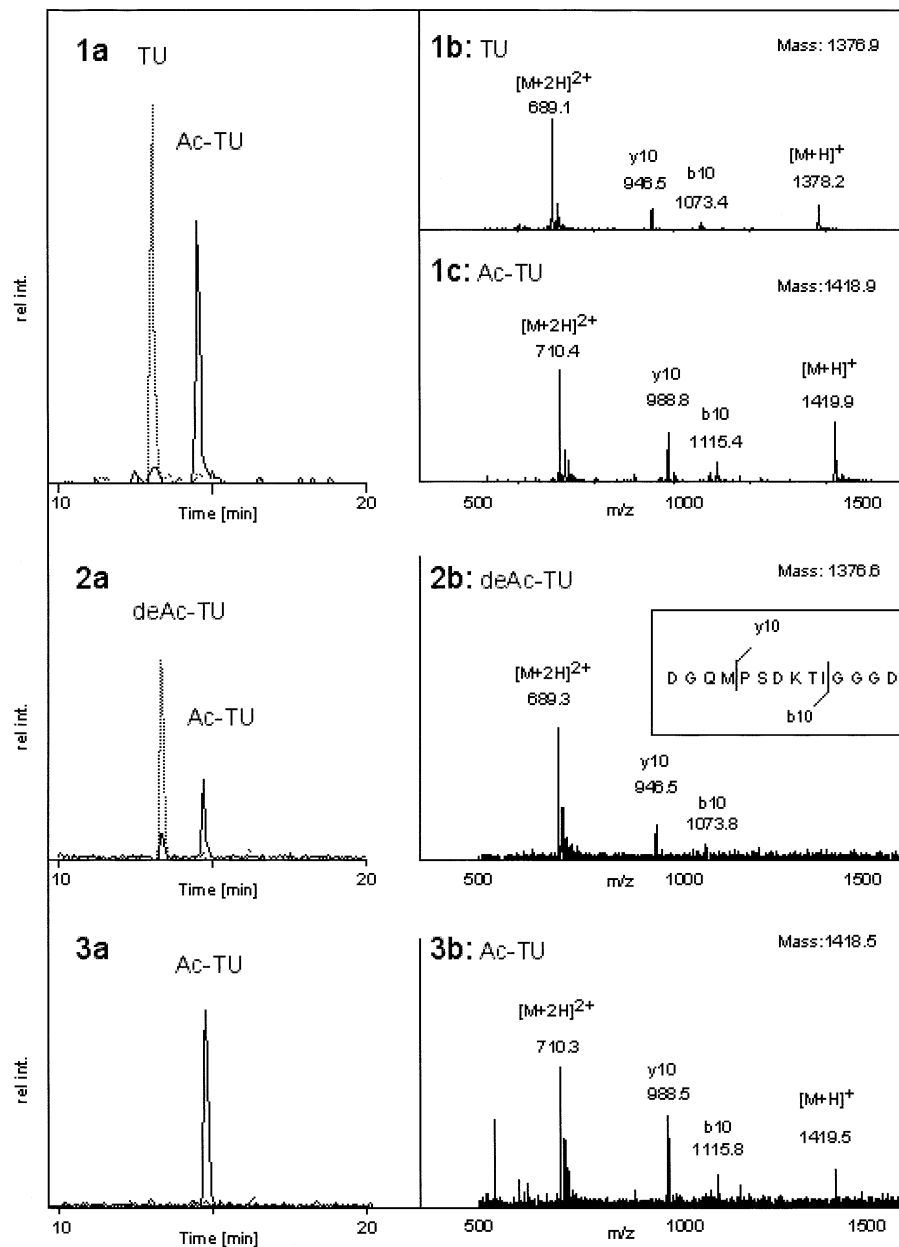 1a TU
Ac-TU
rel int.
10 20
Time [min]
1b: TU Mass: 1376.9
[M+2H]2+
689.1
y10
946.5
b10
1073.4
[M+H]+
1378.2
1c: Ac-TU Mass:1418.9
[M+2H]2+
710.4
y10
988.8
b10
1115.4
[M+H]+
1419.9
500 m/z 1000 1500
2a
deAc-TU
Ac-TU
rel int.
10 20
Time [min]
2b: deAc-TU Mass: 1376.6
y10
D G Q M P S D K T I G G G D
b10
[M+2H]2+
689.3
y10
946.5
b10
1073.8
500 m/z 1000 1500
3a
Ac-TU
rel int.
10 20
Time [min]
3b: Ac-TU Mass:1418.5
[M+2H]2+
710.3
y10
988.5
b10
1115.8
[M+H]+
1419.5
500 m/z 1000 1500